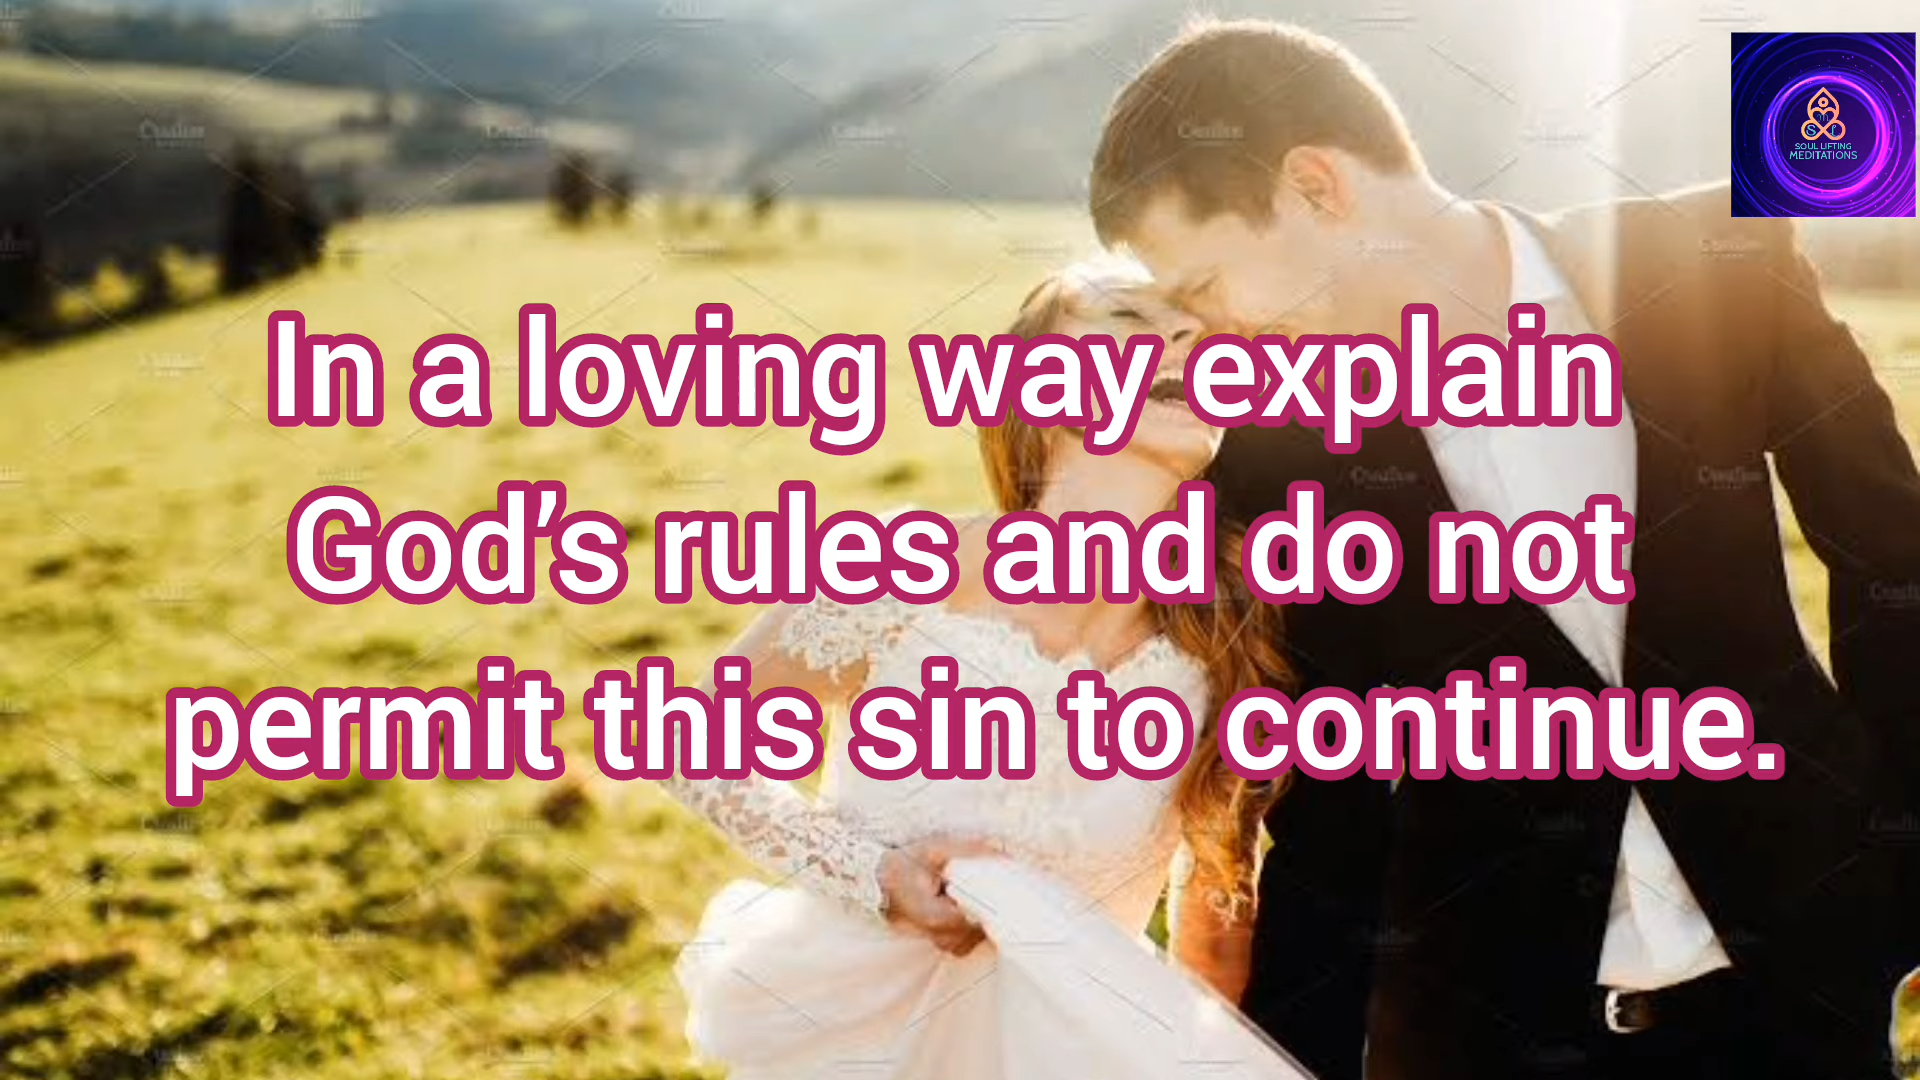 SOUL LIFTING
MEDITATIONS
In a loving way explain
God’s rules and do not
permit this sin to continue.